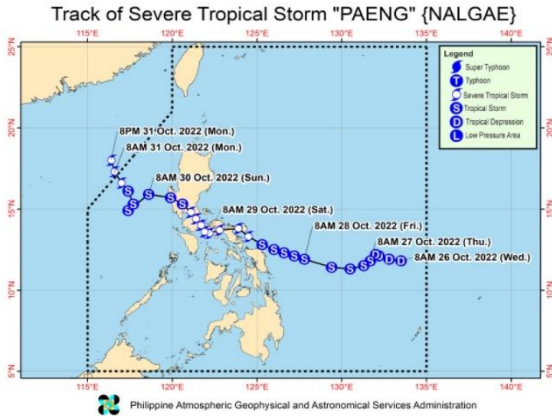 Track of Severe Tropical Storm "PAENG" {NALGAE}
25°N
25°N
Legend
Super Typhoon
T Typhoon
Severe Tropical Storm
S Tropical Storm
D Tropical Depression
L Low Pressure Area
20°N
20°N
8PM 31 Oct. 2022 (Mon.)
8AM 31 Oct. 2022 (Mon.)
8AM 30 Oct. 2022 (Sun.)
8AM 29 Oct. 2022 (Sat.)
8AM 28 Oct. 2022 (Fri.)
8AM 27 Oct. 2022 (Thu.)
8AM 26 Oct. 2022 (Wed.)
15°N
15°N
10°N
10°N
5°N
5°N
115°E 120°E 125°E 130°E 135°E 140°E
Philippine Atmospheric Geophysical and Astronomical Services Administration